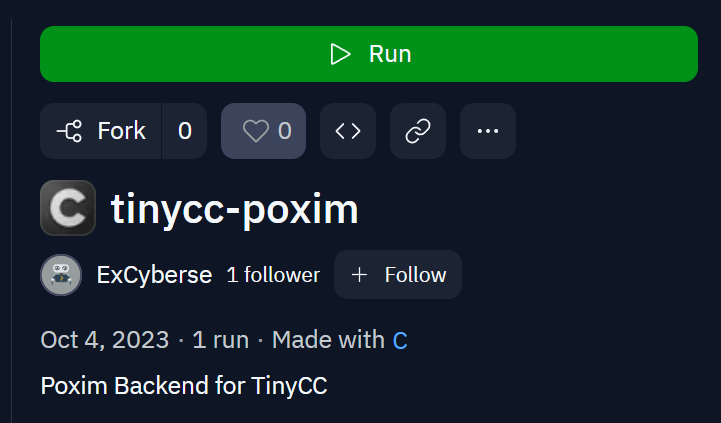 Run
Fork 0 0
tinycc-poxim
ExCyberse 1 follower + Follow
Oct 4, 2023 · 1 run · Made with C
Poxim Backend for TinyCC